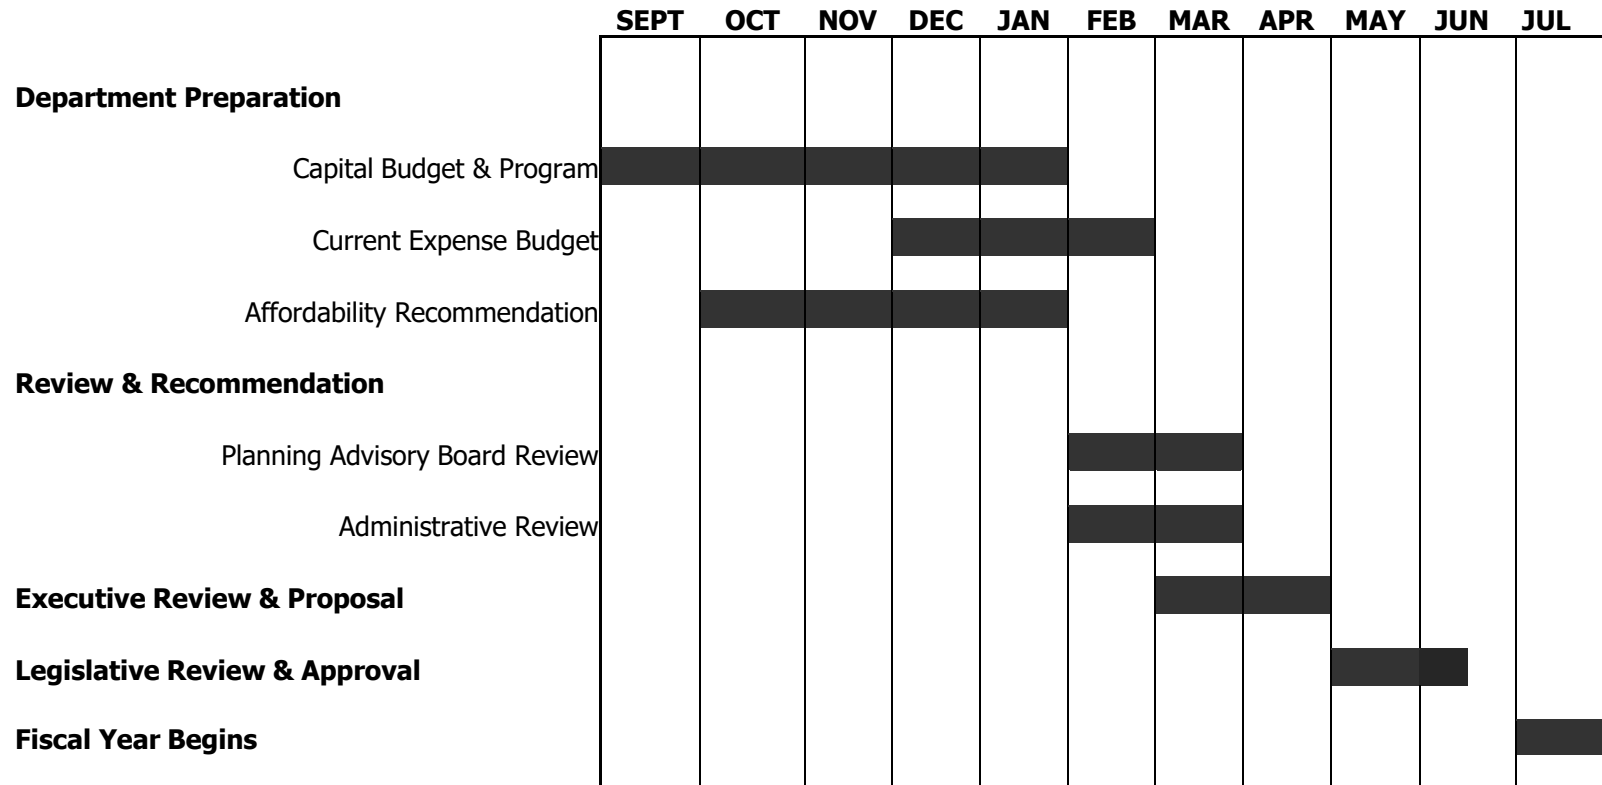 SEPT OCT NOV DEC JAN FEB MAR APR MAY JUN JUL
Department Preparation
Capital Budget & Program
Current Expense Budget
Affordability Recommendation
Review & Recommendation
Planning Advisory Board Review
Administrative Review
Executive Review & Proposal
Legislative Review & Approval
Fiscal Year Begins